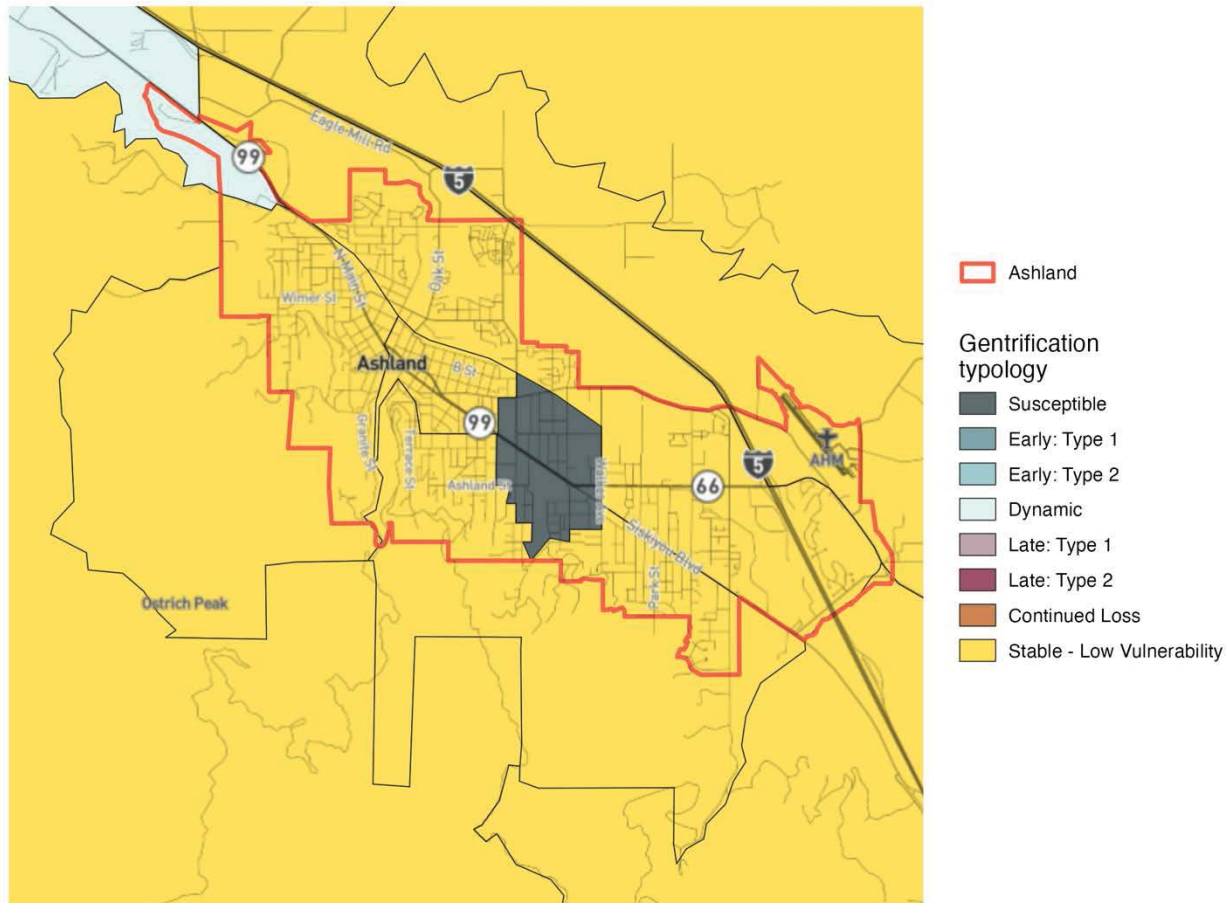 Eagle Mill Rd
99
5
N Main St
Oak St
Wimer St
Ashland
B St
99
Granite St
Terrace St
Ashland St
Walker Ave
66
5
AHM
Siskiyou Blvd
Park St
Ostrich Peak
Ashland
Gentrification
typology
Susceptible
Early: Type 1
Early: Type 2
Dynamic
Late: Type 1
Late: Type 2
Continued Loss
Stable - Low Vulnerability